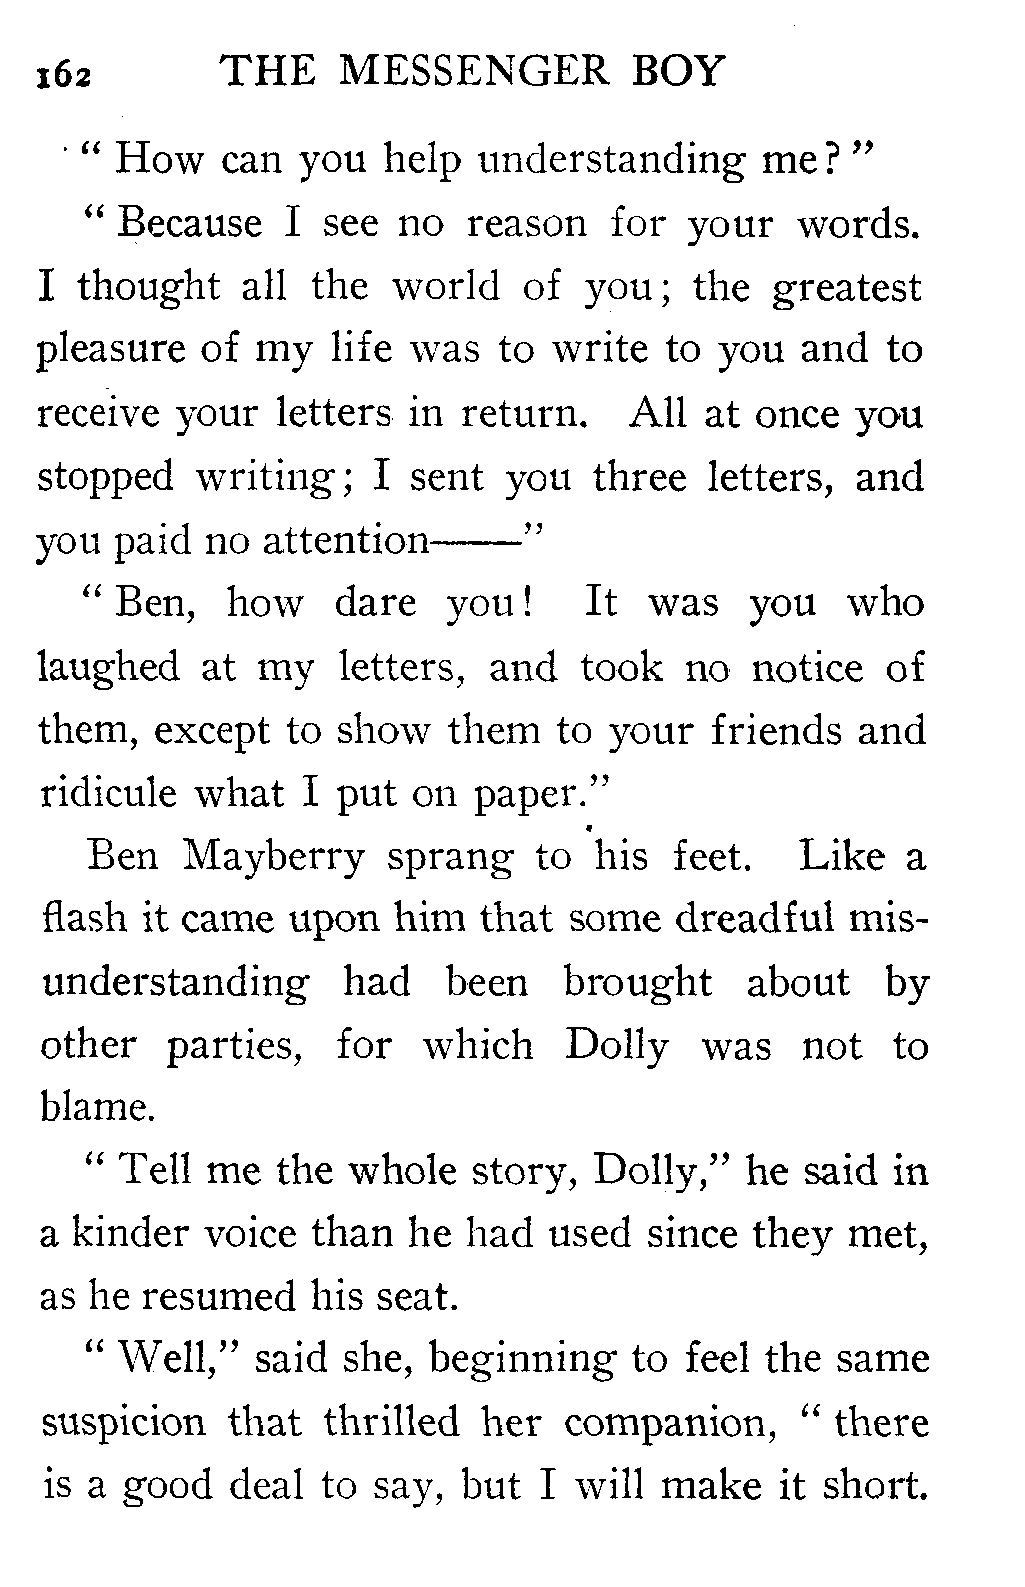 162 THE MESSENGER BOY
" How can you help understanding me? "
" Because I see no reason for your words.
I thought all the world of you; the greatest
pleasure of my life was to write to you and to
receive your letters in return. All at once you
stopped writing; I sent you three letters, and
you paid no attention——"
" Ben, how dare you! It was you who
laughed at my letters, and took no notice of
them, except to show them to your friends and
ridicule what I put on paper."
Ben Mayberry sprang to his feet. Like a
flash it came upon him that some dreadful mis-
understanding had been brought about by
other parties, for which Dolly was not to
blame.
" Tell me the whole story, Dolly," he said in
a kinder voice than he had used since they met,
as he resumed his seat.
" Well," said she, beginning to feel the same
suspicion that thrilled her companion, " there
is a good deal to say, but I will make it short.